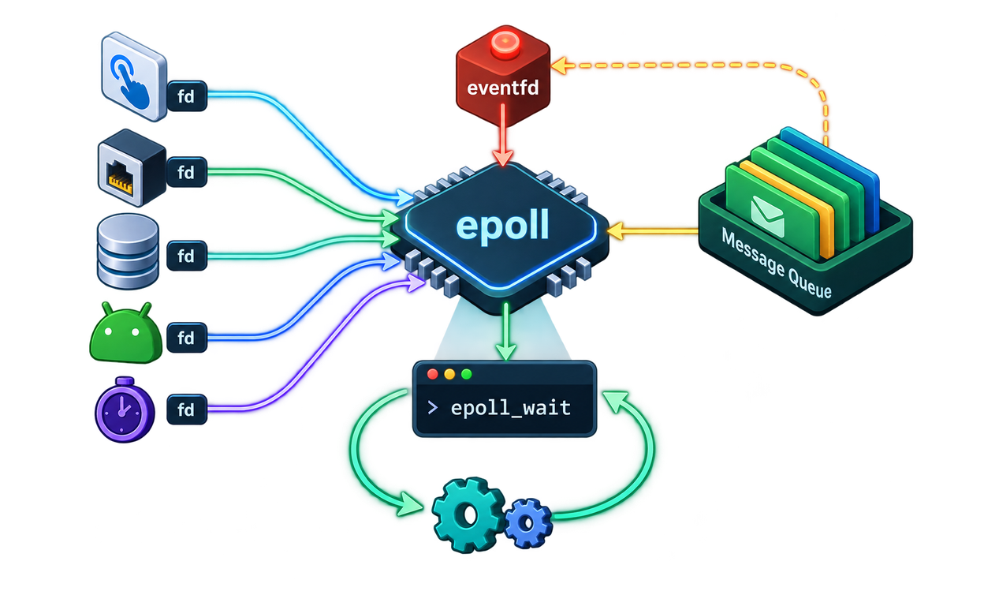 fd
fd
fd
fd
fd
eventfd
epoll
Message Queue
> epoll_wait